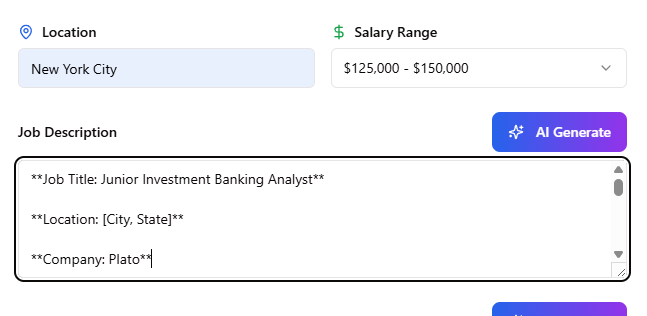 Location
Salary Range
New York City
$125,000 - $150,000
Job Description
AI Generate
**Job Title: Junior Investment Banking Analyst**
**Location: [City, State]**
**Company: Plato**